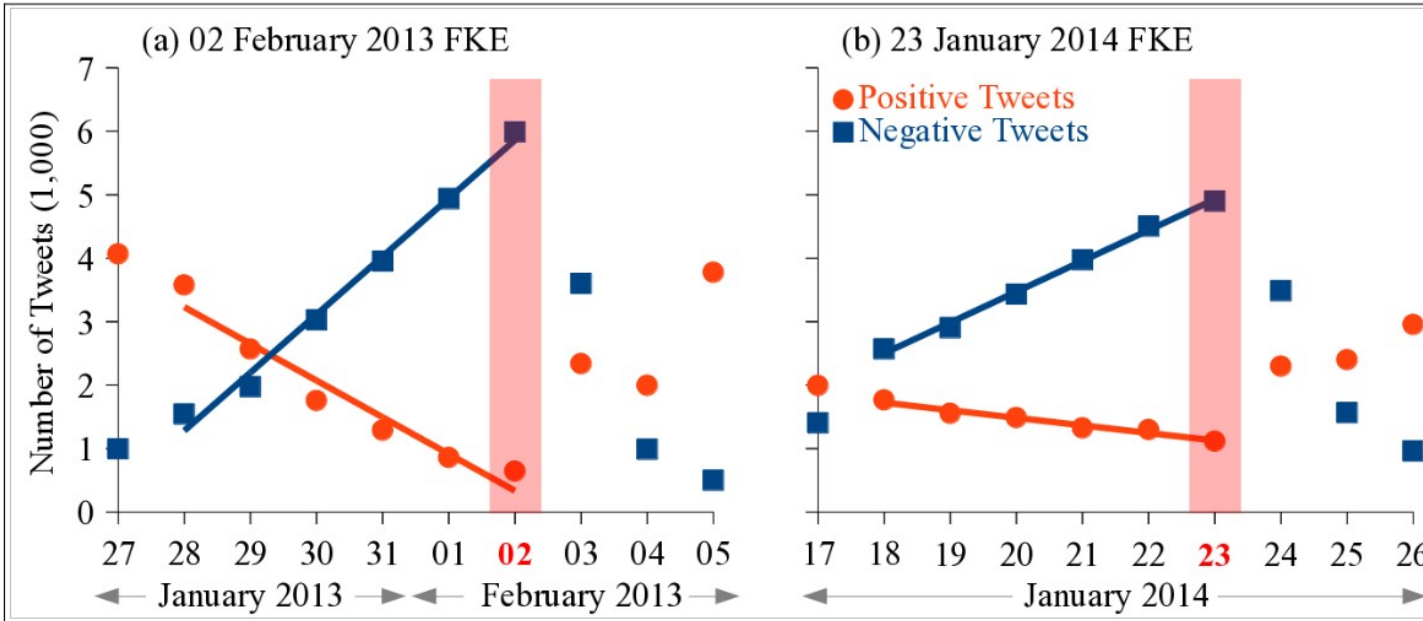 (a) 02 February 2013 FKE
(b) 23 January 2014 FKE
Number of Tweets (1,000)
7
6
5
4
3
2
1
0
Positive Tweets
Negative Tweets
27 28 29 30 31 01 02 03 04 05
17 18 19 20 21 22 23 24 25 26
January 2013 February 2013
January 2014